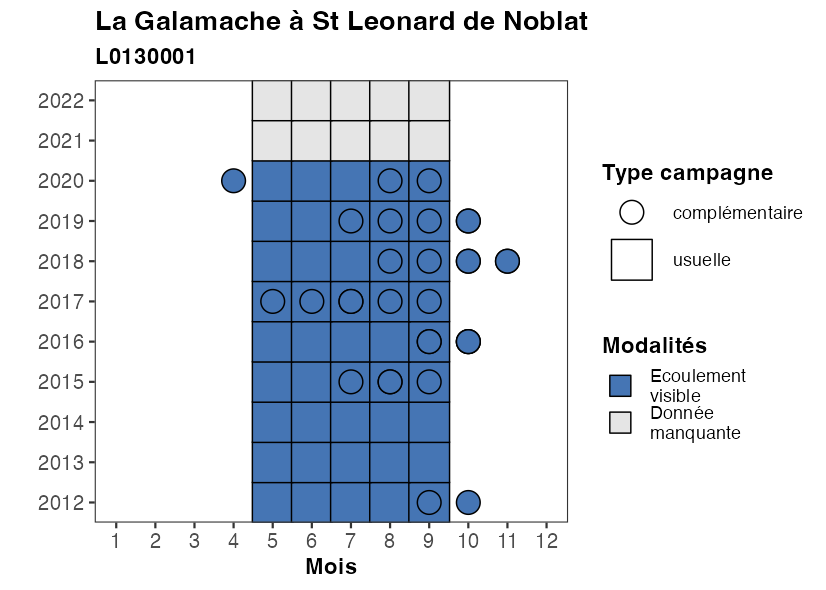 La Galamache à St Leonard de Noblat
L0130001
2022
2021
2020
2019
2018
2017
2016
2015
2014
2013
2012
1 2 3 4 5 6 7 8 9 10 11 12
Mois
Type campagne
complémentaire
usuelle
Modalités
Ecoulement
visible
Donnée
manquante